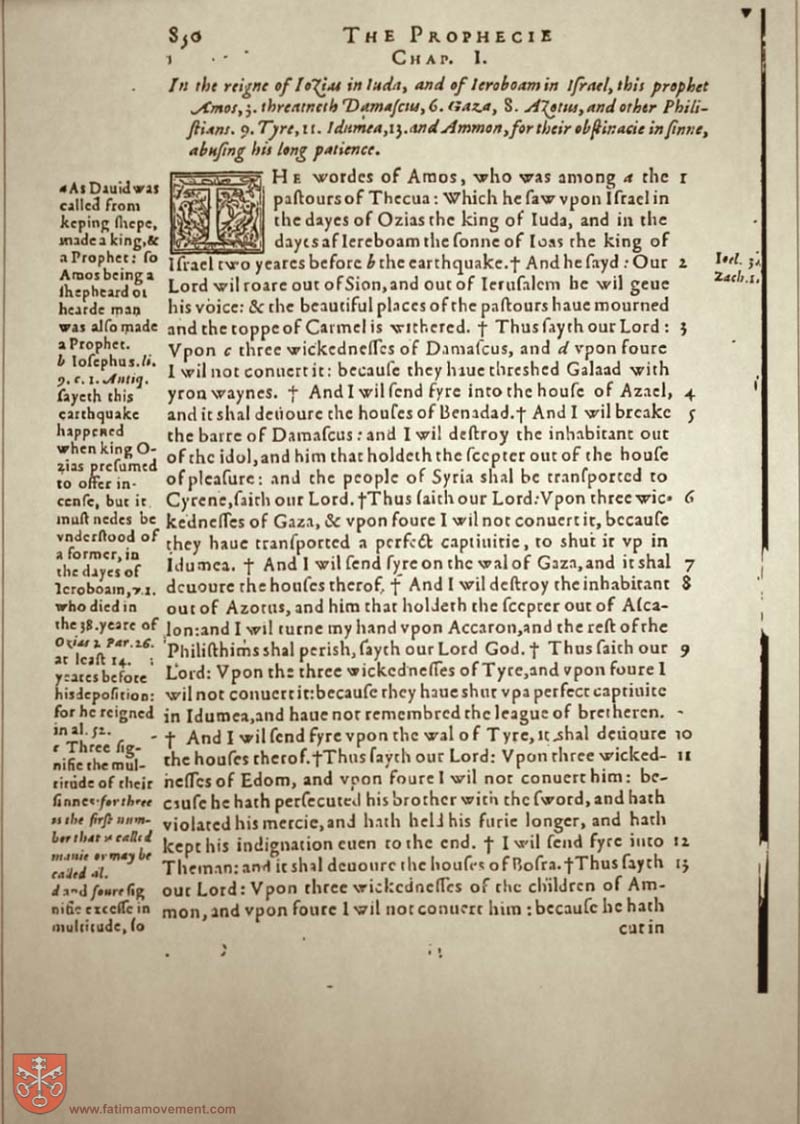 850
THE PROPHECIE
CHAP. I.
In the reigne of Iozias in Iuda, and of Ieroboam in Iſrael, this prophet
Amos, 3. threatneth Damaſcus, 6. Gaza, 8. Azotus, and other Phili-
ſtians. 9. Tyre, 11. Idumea, 13. and Ammon, for their obſtinacie in ſinne,
abuſing his long patience.
THE wordes of Amos, who was among a the 1
paſtours of Thecua: Which he ſaw vpon Iſrael in
the dayes of Ozias the king of Iuda, and in the
dayes af Iereboam the ſonne of Ioas the king of
Iſrael two yeares before b the earthquake. † And he ſayd: Our 2
Lord wil roare out of Sion, and out of Ieruſalem he wil geue
his voice: & the beautiful places of the paſtours haue mourned
and the toppe of Carmel is withered. † Thus ſayth our Lord: 3
Vpon c three wickedneſſes of Damaſcus, and d vpon foure
I wil not conuert it: becauſe they haue threſhed Galaad with
yron waynes. † And I wil ſend fyre into the houſe of Azael, 4
and it shal deuoure the houſes of Benadad. † And I wil breake 5
the barre of Damaſcus: and I wil deſtroy the inhabitant out
of the idol, and him that holdeth the ſcepter out of the houſe
of pleaſure: and the people of Syria shal be tranſported to
Cyrene, ſaith our Lord. † Thus ſaith our Lord: Vpon three wic- 6
kedneſſes of Gaza, & vpon foure I wil not conuert it, becauſe
they haue tranſported a perfect captiuitie, to shut it vp in
Idumea. † And I wil ſend fyre on the wal of Gaza, and it shal 7
deuoure the houſes therof. † And I wil deſtroy the inhabitant 8
out of Azotus, and him that holdeth the ſcepter out of Aſca-
lon: and I wil turne my hand vpon Accaron, and the reſt of the
Philiſthims shal perish, ſayth our Lord God. † Thus ſaith our 9
Lord: Vpon the three wickedneſſes of Tyre, and vpon foure I
wil not conuert it: becauſe they haue shut vp a perfect captiuite
in Idumea, and haue not remembred the league of bretheren.
† And I wil ſend fyre vpon the wal of Tyre, it shal deuoure 10
the houſes therof. † Thus ſayth our Lord: Vpon three wicked- 11
neſſes of Edom, and vpon foure I wil not conuert him: be-
cauſe he hath perſecuted his brother with the ſword, and hath
violated his mercie, and hath held his furie longer, and hath
kept his indignation euen to the end. † I wil ſend fyre into 12
Theman: and it shal deuoure the houſes of Boſra. † Thus ſayth 13
our Lord: Vpon three wickedneſſes of the children of Am-
mon, and vpon foure I wil not conuert him: becauſe he hath
cut in
a As Dauid was
called from
keping shepe,
made a king, &
a Prophet: ſo
Amos being a
shepheard or
hearde man
was alſo made
a Prophet.
b Ioſephus. li.
9. c. 1. Antiq.
ſayeth this
earthquake
happened
when king O-
zias preſumed
to offer in-
cenſe, but it
muſt nedes be
vnderſtood of
a former, in
the dayes of
Ieroboam, v. 1.
who died in
the 38. yeare of
Ozias 2 Par. 26.
at leaſt 14.
yeares before
his depoſition:
for he reigned
in al. 52.
c Three ſig-
nifie the mul-
titude of their
ſinnes: for three
is the firſt num-
ber that is called
manie or may be
called al.
d and foure ſig
nifie exceſſe in
multitude, ſo
Ioel. 3.
Zach. 1.
www.fatimamovement.com